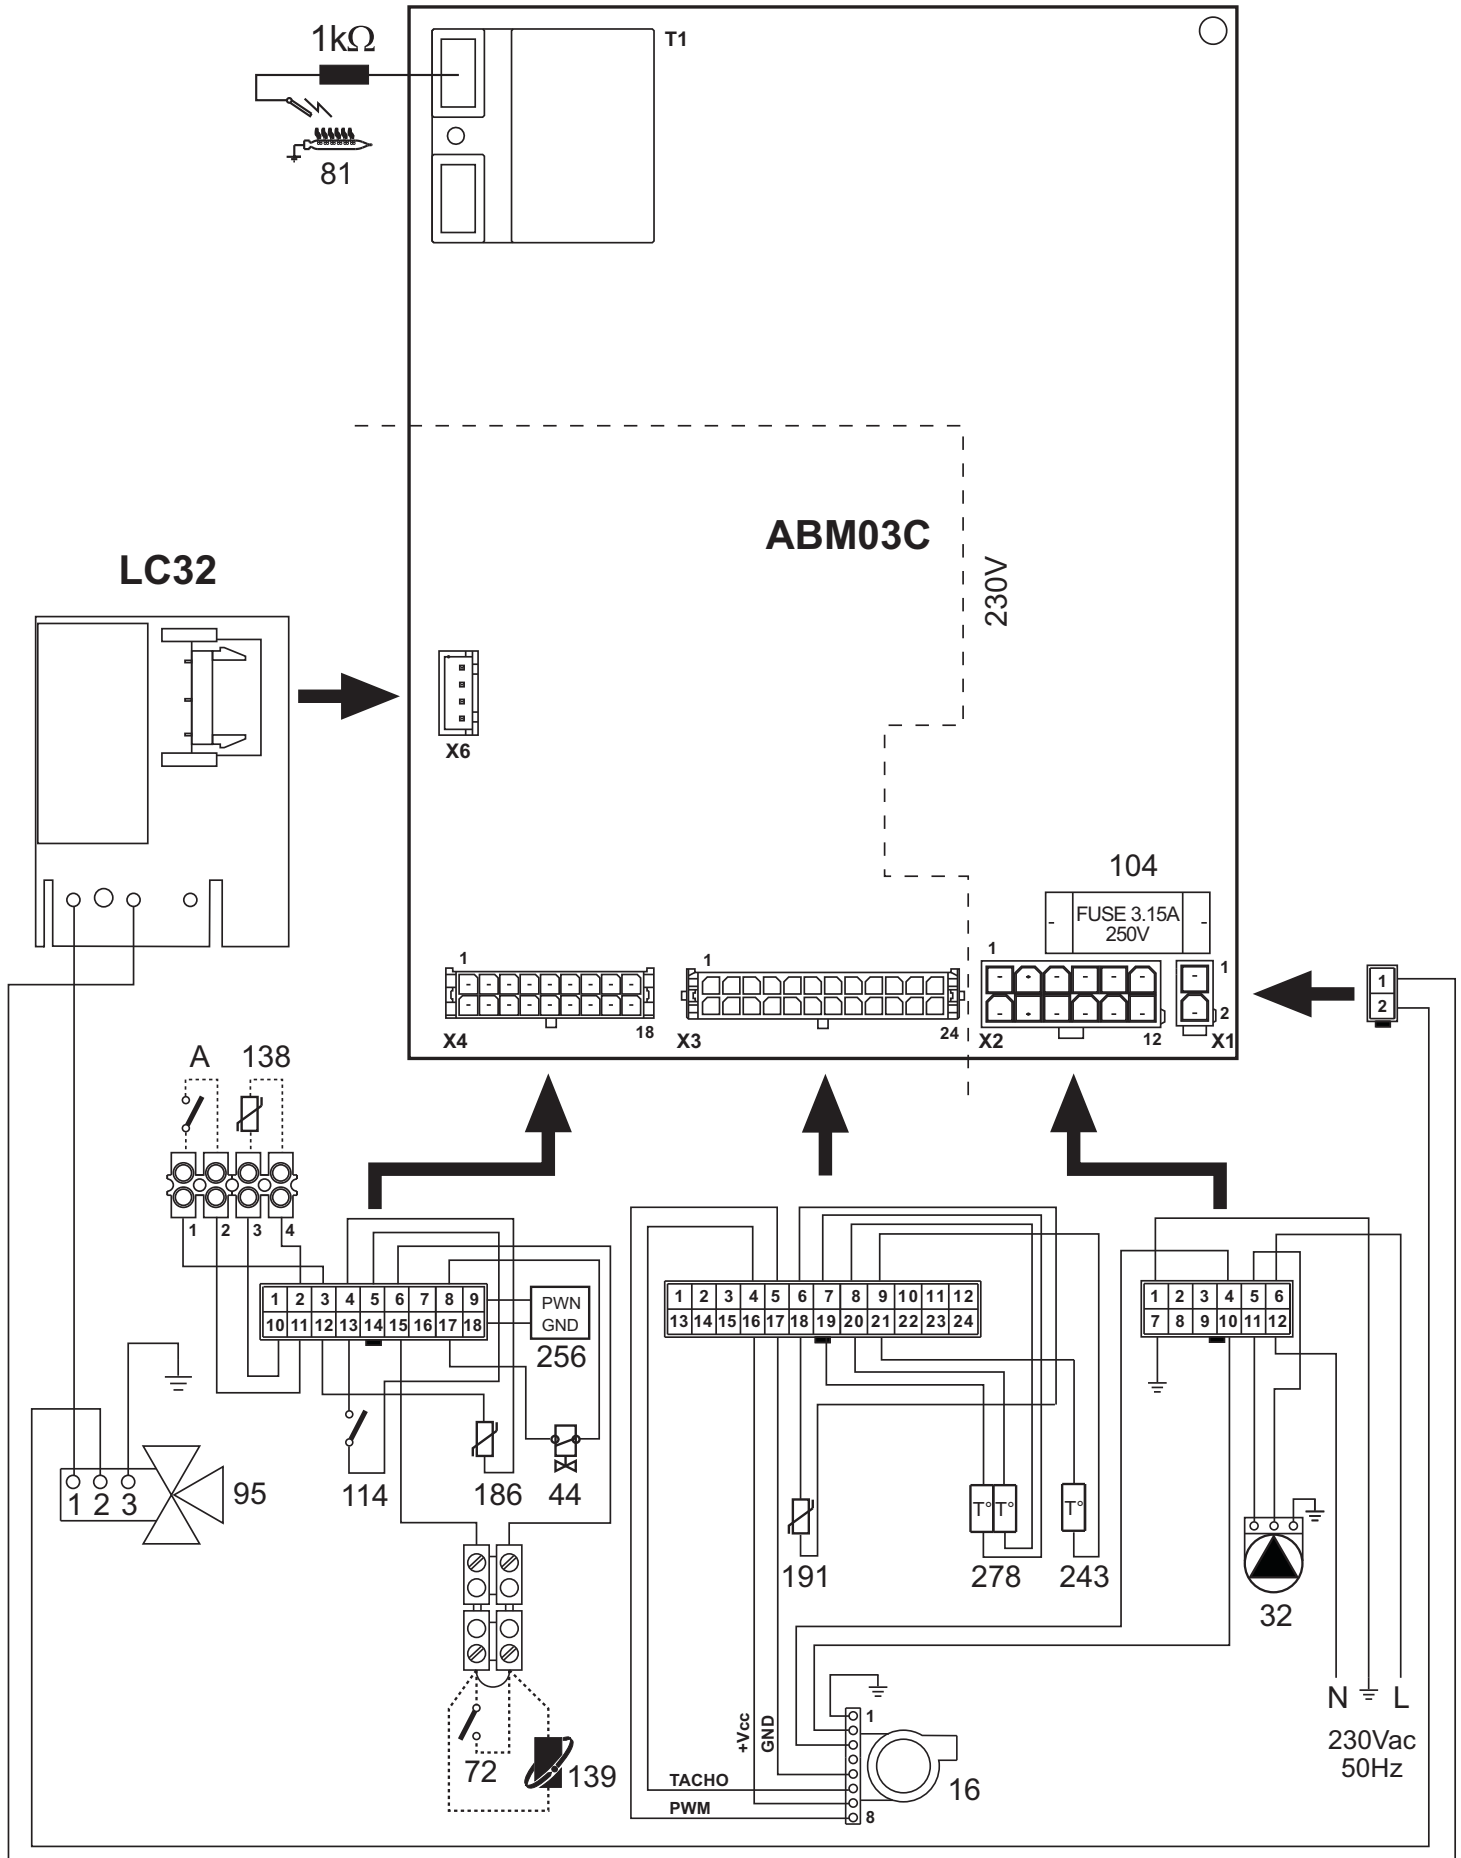 1kΩ
T1
81
ABM03C
230V
LC32
X6
104
FUSE 3.15A
250V
1
1
1
1
18
24
12
2
X4
X3
X2
X1
1
2
A
138
1 2 3 4
1 2 3 4 5 6 7 8 9
10 11 12 13 14 15 16 17 18
PWN
GND
256
1 2 3 4 5 6 7 8 9 10 11 12
13 14 15 16 17 18 19 20 21 22 23 24
1 2 3 4 5 6
7 8 9 10 11 12
1 2 3
95
114
186
44
191
278
T° T°
243
T°
32
72
139
+Vcc
GND
TACHO
PWM
1
8
16
N
L
230Vac
50Hz